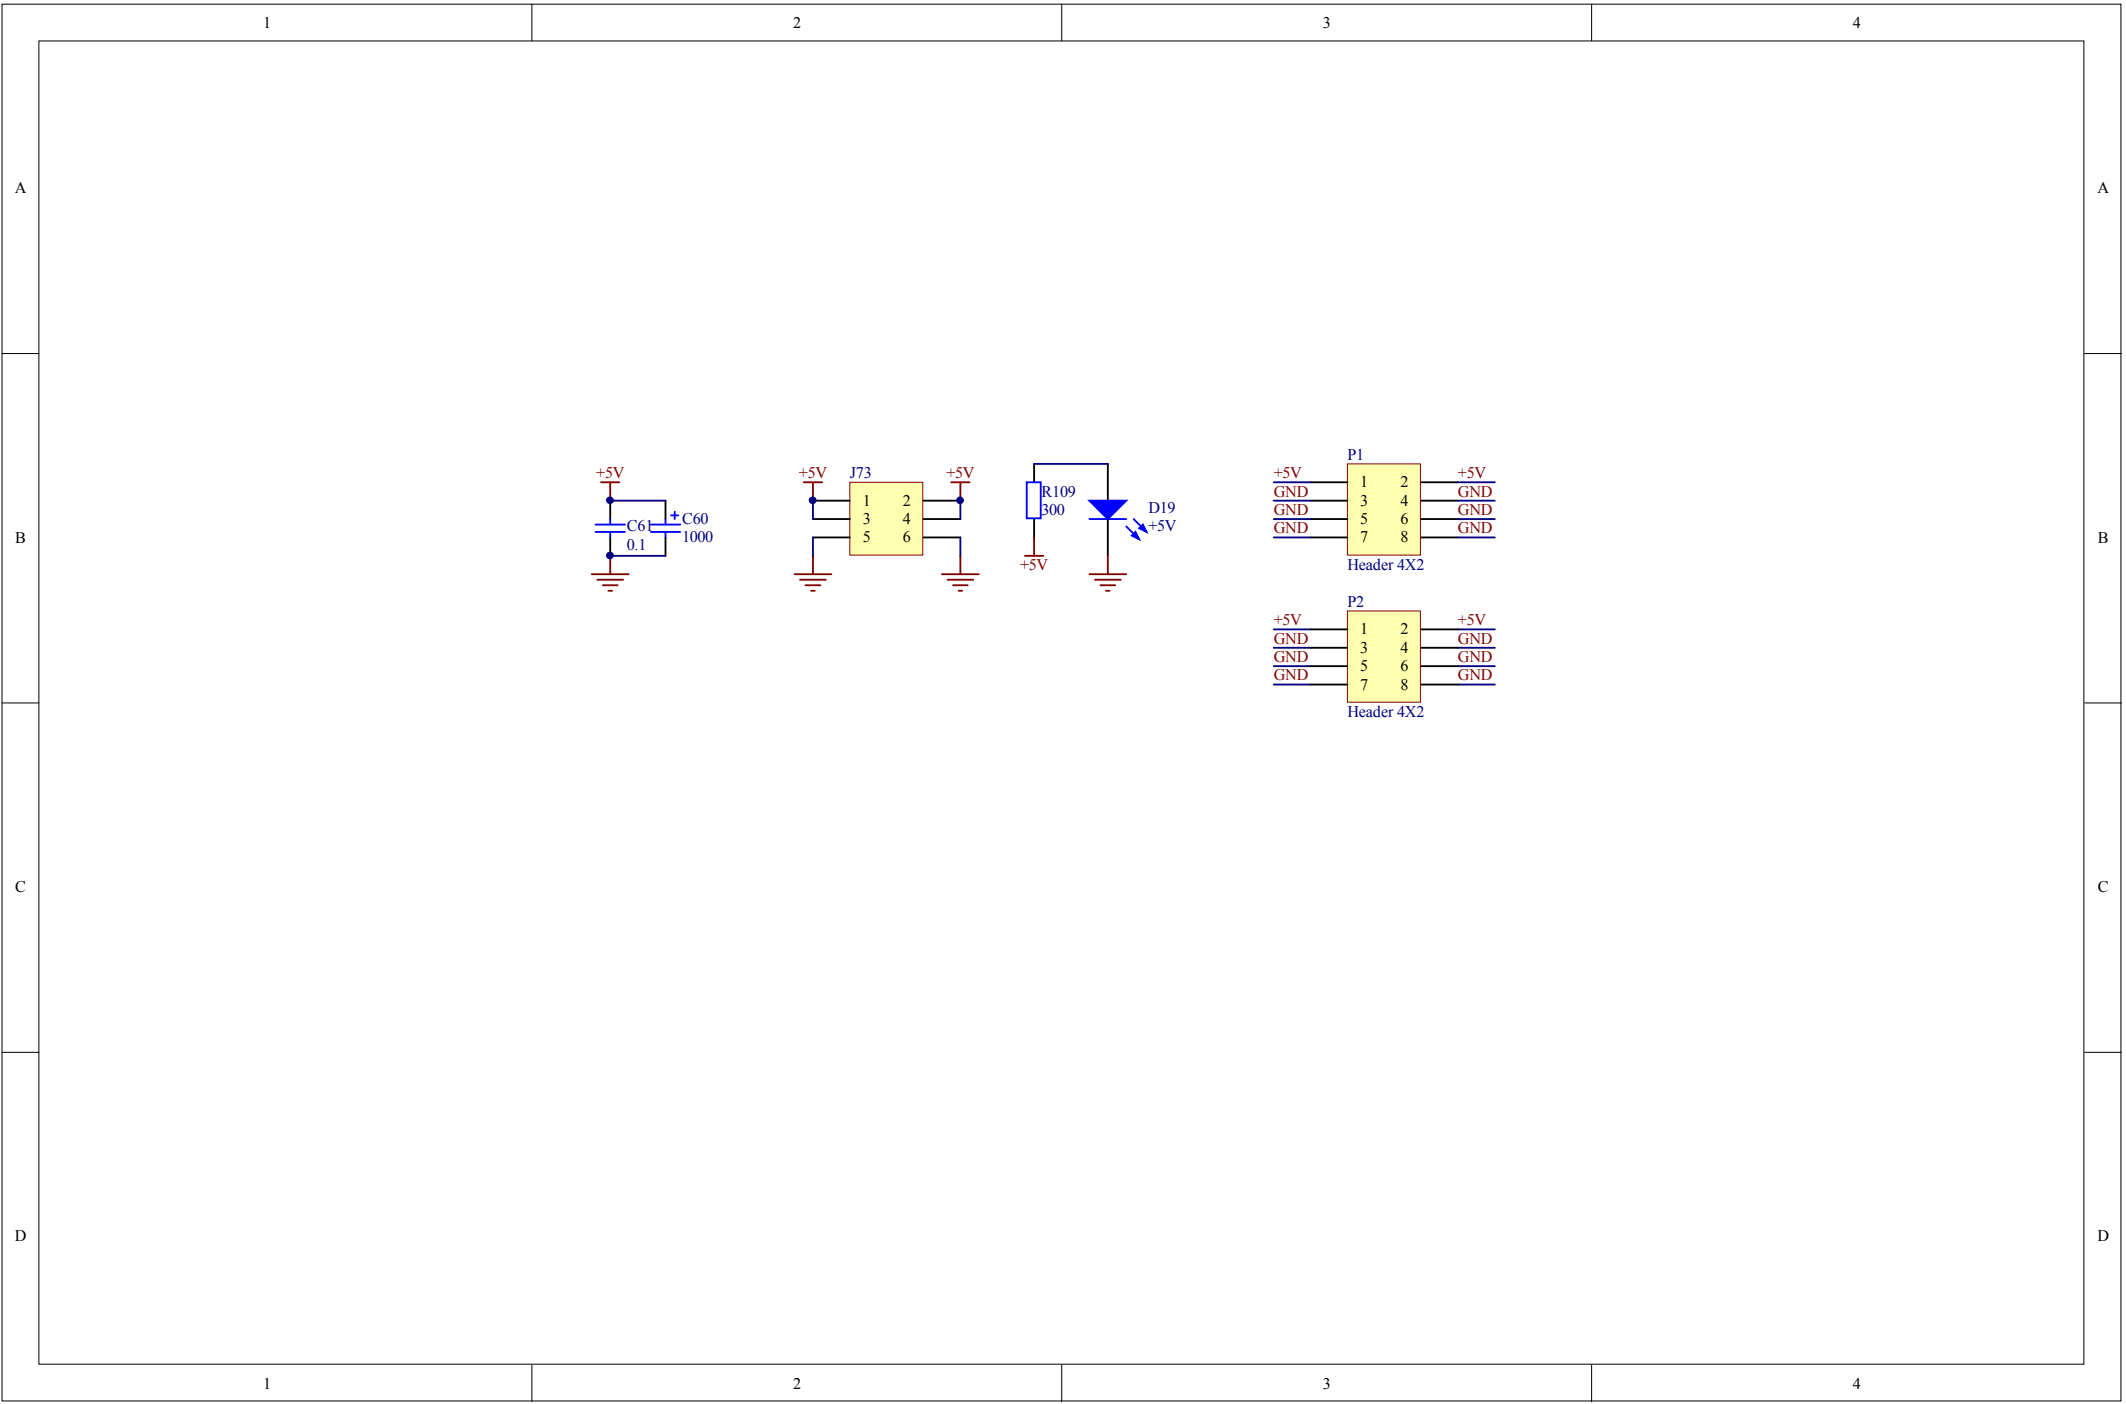 1 2 3 4
A A
+5V
C61
0.1
+
C60
1000
+5V J73 +5V
1 2
3 4
5 6
R109
300
+5V
D19
+5V
P1
+5V 1 2 +5V
GND 3 4 GND
GND 5 6 GND
GND 7 8 GND
Header 4X2
B B
P2
+5V 1 2 +5V
GND 3 4 GND
GND 5 6 GND
GND 7 8 GND
Header 4X2
C C
D D
1 2 3 4